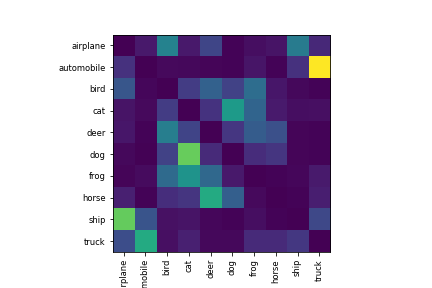 airplane
automobile
bird
cat
deer
dog
frog
horse
ship
truck
rplane
mobile
bird
cat
deer
dog
frog
horse
ship
truck